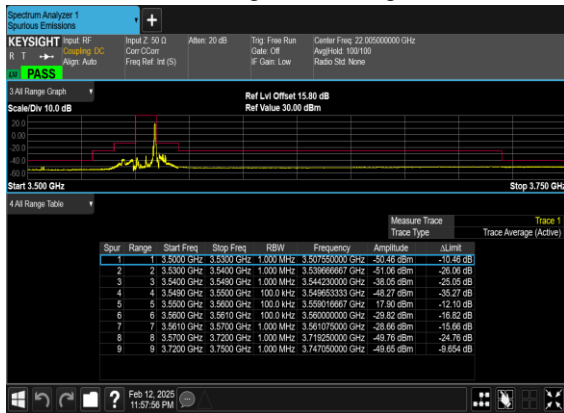 Spectrum Analyzer 1
Spurious Emissions
KEYSIGHT Input: RF Input Z: 50 Ω Atten: 20 dB Trig: Free Run Center Freq: 22.005000000 GHz
R T Coupling: DC Corr CCorr Gate: Off Avg|Hold: 100/100
Align: Auto Freq Ref: Int (S) IF Gain: Low Radio Std: None
PASS
3 All Range Graph
Ref Lvl Offset 15.80 dB
Scale/Div 10.0 dB Ref Value 30.00 dBm
20.0
0.00
-20.0
-40.0
-60.0
Start 3.500 GHz Stop 3.750 GHz
4 All Range Table
Measure Trace Trace 1
Trace Type Trace Average (Active)
Spur Range Start Freq Stop Freq RBW Frequency Amplitude ΔLimit
1 1 3.5000 GHz 3.5300 GHz 1.000 MHz 3.507550000 GHz -50.46 dBm -10.46 dB
2 2 3.5300 GHz 3.5400 GHz 1.000 MHz 3.539666667 GHz -51.06 dBm -26.06 dB
3 3 3.5400 GHz 3.5490 GHz 1.000 MHz 3.544230000 GHz -38.05 dBm -25.05 dB
4 4 3.5490 GHz 3.5500 GHz 100.0 kHz 3.549653333 GHz -48.27 dBm -35.27 dB
5 5 3.5500 GHz 3.5600 GHz 100.0 kHz 3.559016667 GHz 17.90 dBm -12.10 dB
6 6 3.5600 GHz 3.5610 GHz 100.0 kHz 3.560000000 GHz -29.82 dBm -16.82 dB
7 7 3.5610 GHz 3.5700 GHz 1.000 MHz 3.561075000 GHz -28.66 dBm -15.66 dB
8 8 3.5700 GHz 3.7200 GHz 1.000 MHz 3.719250000 GHz -49.76 dBm -24.76 dB
9 9 3.7200 GHz 3.7500 GHz 1.000 MHz 3.747050000 GHz -49.65 dBm -9.654 dB
Feb 12, 2025
11:57:56 PM